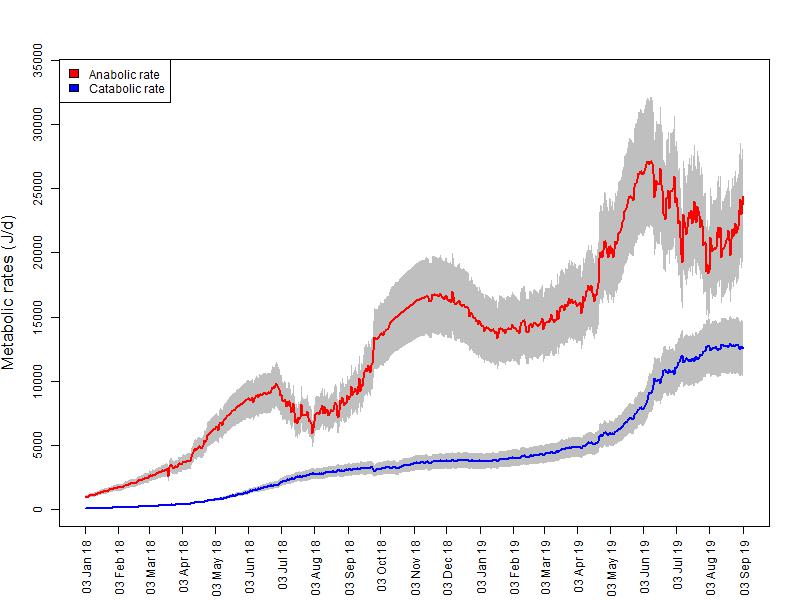 Anabolic rate
Catabolic rate
Metabolic rates (J/d)
35000
30000
25000
20000
15000
10000
5000
0
03 Jan 18
03 Feb 18
03 Mar 18
03 Apr 18
03 May 18
03 Jun 18
03 Jul 18
03 Aug 18
03 Sep 18
03 Oct 18
03 Nov 18
03 Dec 18
03 Jan 19
03 Feb 19
03 Mar 19
03 Apr 19
03 May 19
03 Jun 19
03 Jul 19
03 Aug 19
03 Sep 19